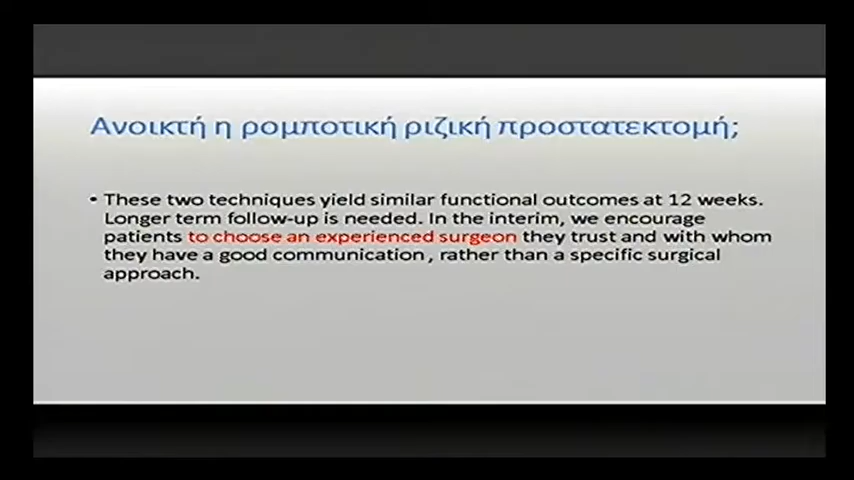 Ανοικτή η ρομποτική ριζική προστατεκτομή;
• These two techniques yield similar functional outcomes at 12 weeks.
Longer term follow-up is needed. In the interim, we encourage
patients to choose an experienced surgeon they trust and with whom
they have a good communication , rather than a specific surgical
approach.